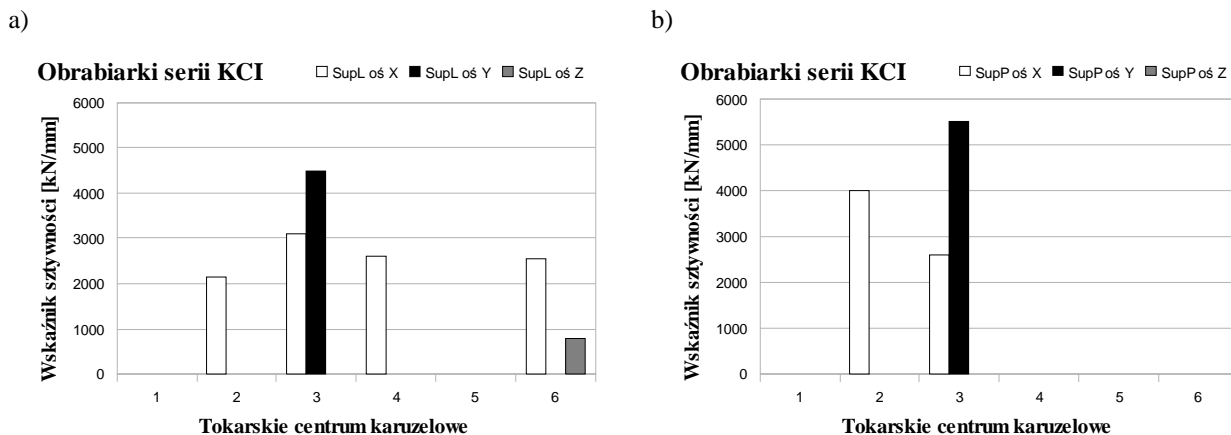 a)
Obrabiarki serii KCI
SupL oś X SupL oś Y SupL oś Z
Wskaźnik sztywności [kN/mm]
6000
5000
4000
3000
2000
1000
0
1 2 3 4 5 6
Tokarskie centrum karuzelowe
b)
Obrabiarki serii KCI
SupP oś X SupP oś Y SupP oś Z
Wskaźnik sztywności [kN/mm]
6000
5000
4000
3000
2000
1000
0
1 2 3 4 5 6
Tokarskie centrum karuzelowe